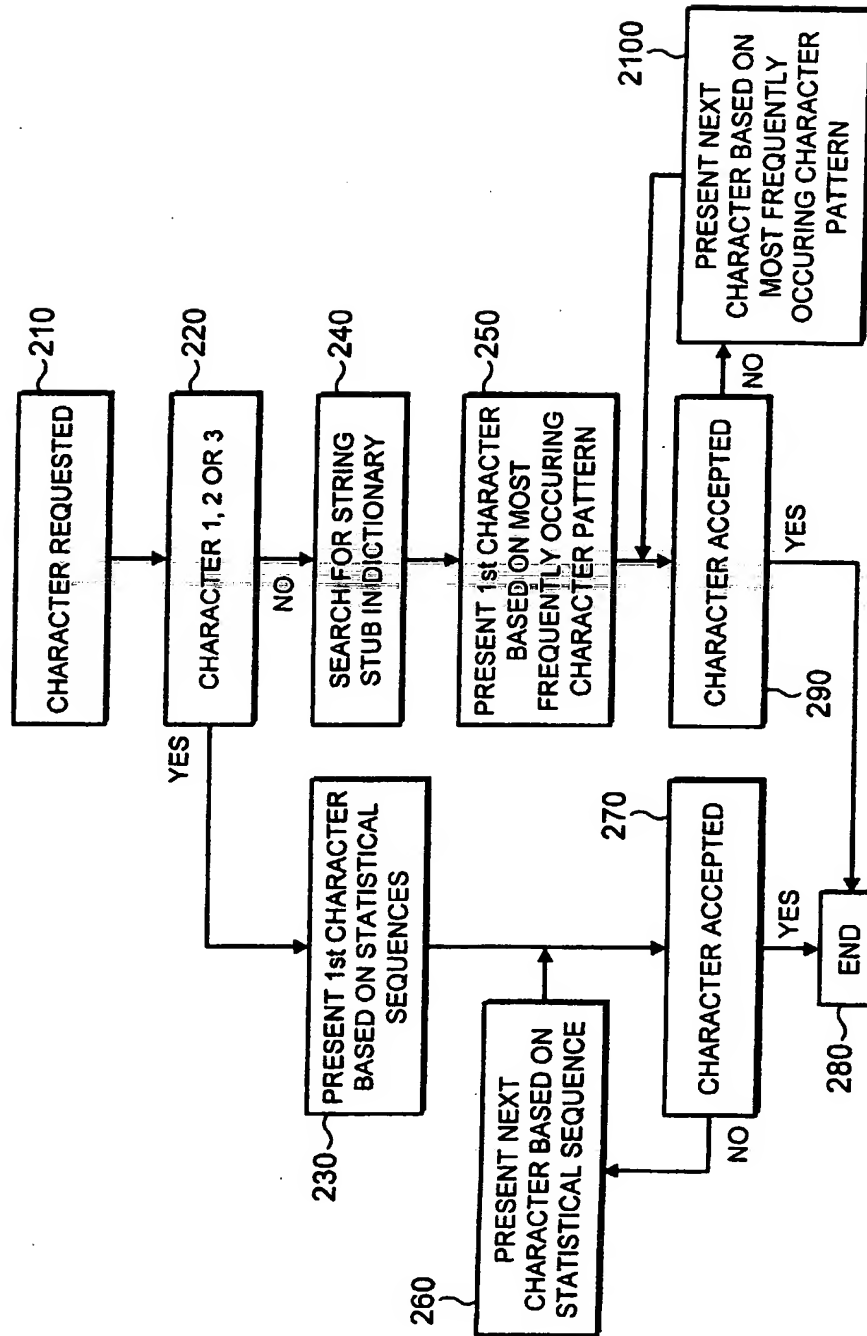 210
CHARACTER REQUESTED
220
CHARACTER 1, 2 OR 3
YES
NO
230
PRESENT 1st CHARACTER
BASED ON STATISTICAL
SEQUENCES
240
SEARCH FOR STRING
STUB IN DICTIONARY
250
PRESENT 1st CHARACTER
BASED ON MOST
FREQUENTLY OCCURING
CHARACTER PATTERN
260
PRESENT NEXT
CHARACTER BASED ON
STATISTICAL SEQUENCE
270
CHARACTER ACCEPTED
NO
YES
280
END
290
CHARACTER ACCEPTED
NO
YES
2100
PRESENT NEXT
CHARACTER BASED ON
MOST FREQUENTLY
OCCURING CHARACTER
PATTERN